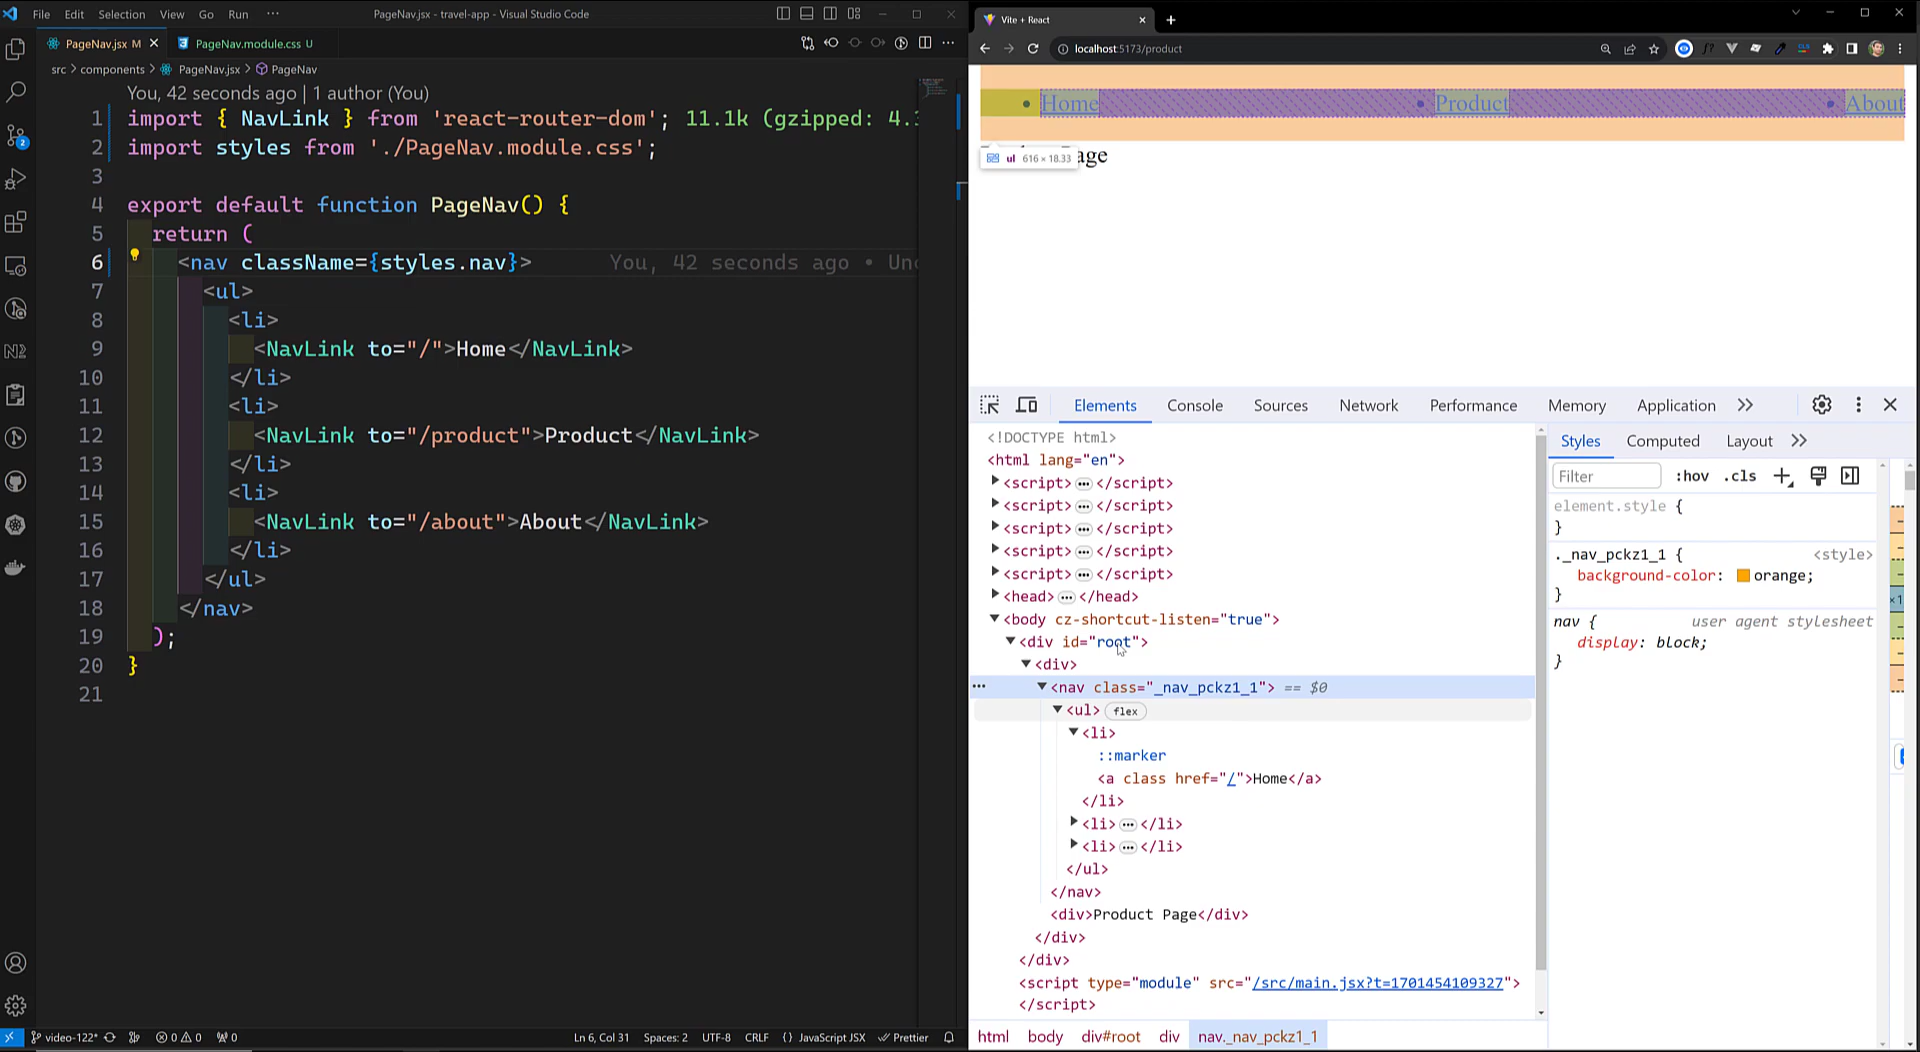 File Edit Selection View Go Run ··· PageNav.jsx - travel-app - Visual Studio Code
PageNav.jsx M PageNav.module.css U
src > components > PageNav.jsx > PageNav
You, 42 seconds ago | 1 author (You)
1 import { NavLink } from 'react-router-dom'; 11.1k (gzipped: 4.
2 import styles from './PageNav.module.css';
3
4 export default function PageNav() {
5 return (
6 <nav className={styles.nav}> You, 42 seconds ago • Unc
7 <ul>
8 <li>
9 <NavLink to="/">Home</NavLink>
10 </li>
11 <li>
12 <NavLink to="/product">Product</NavLink>
13 </li>
14 <li>
15 <NavLink to="/about">About</NavLink>
16 </li>
17 </ul>
18 </nav>
19 );
20 }
21
2
video-122* 0 0 0 Ln 6, Col 31 Spaces: 2 UTF-8 CRLF {} JavaScript JSX Prettier
Vite + React
localhost:5173/product
• Home • Product • About
age
ul 616 × 18.33
Elements Console Sources Network Performance Memory Application
<!DOCTYPE html>
<html lang="en">
<script> ··· </script>
<script> ··· </script>
<script> ··· </script>
<script> ··· </script>
<script> ··· </script>
<head> ··· </head>
<body cz-shortcut-listen="true">
<div id="root">
<div>
··· <nav class="_nav_pckz1_1"> == $0
<ul> flex
<li>
::marker
<a class href="/">Home</a>
</li>
<li> ··· </li>
<li> ··· </li>
</ul>
</nav>
<div>Product Page</div>
</div>
</div>
<script type="module" src="/src/main.jsx?t=1701454109327">
</script>
html body div#root div nav._nav_pckz1_1
Styles Computed Layout
Filter :hov .cls
element.style {
}
._nav_pckz1_1 { <style>
background-color: orange;
}
nav { user agent stylesheet
display: block;
}
×1